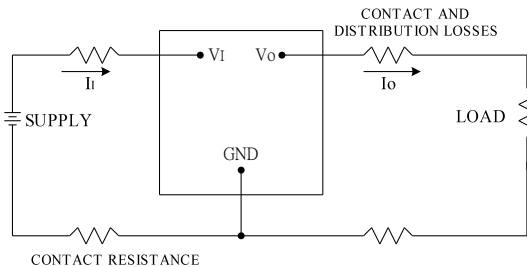 CONTACT AND
DISTRIBUTION LOSSES
VI
VO
II
IO
SUPPLY
LOAD
GND
CONTACT RESISTANCE